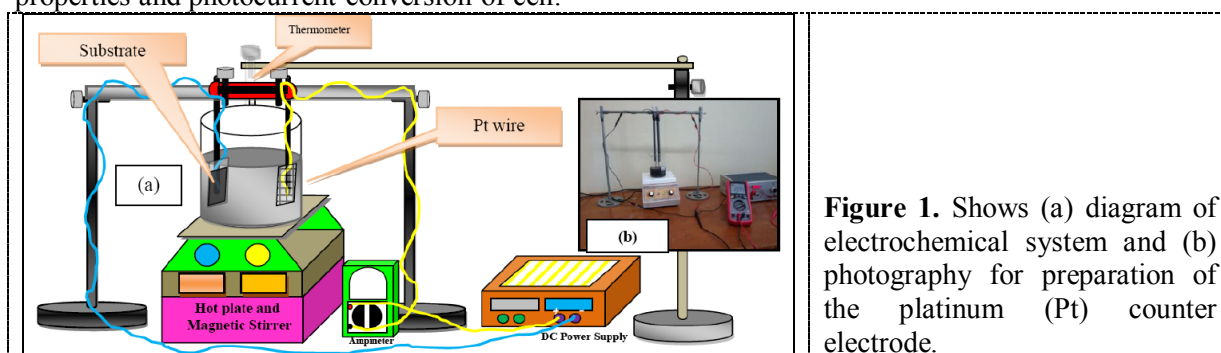 properties and photocurrent conversion of cell.
Thermometer
Substrate
Pt wire
(a)
(b)
Hot plate and
Magnetic Stirrer
Ampmeter
DC Power Supply
Figure 1. Shows (a) diagram of
electrochemical system and (b)
photography for preparation of
the platinum (Pt) counter
electrode.